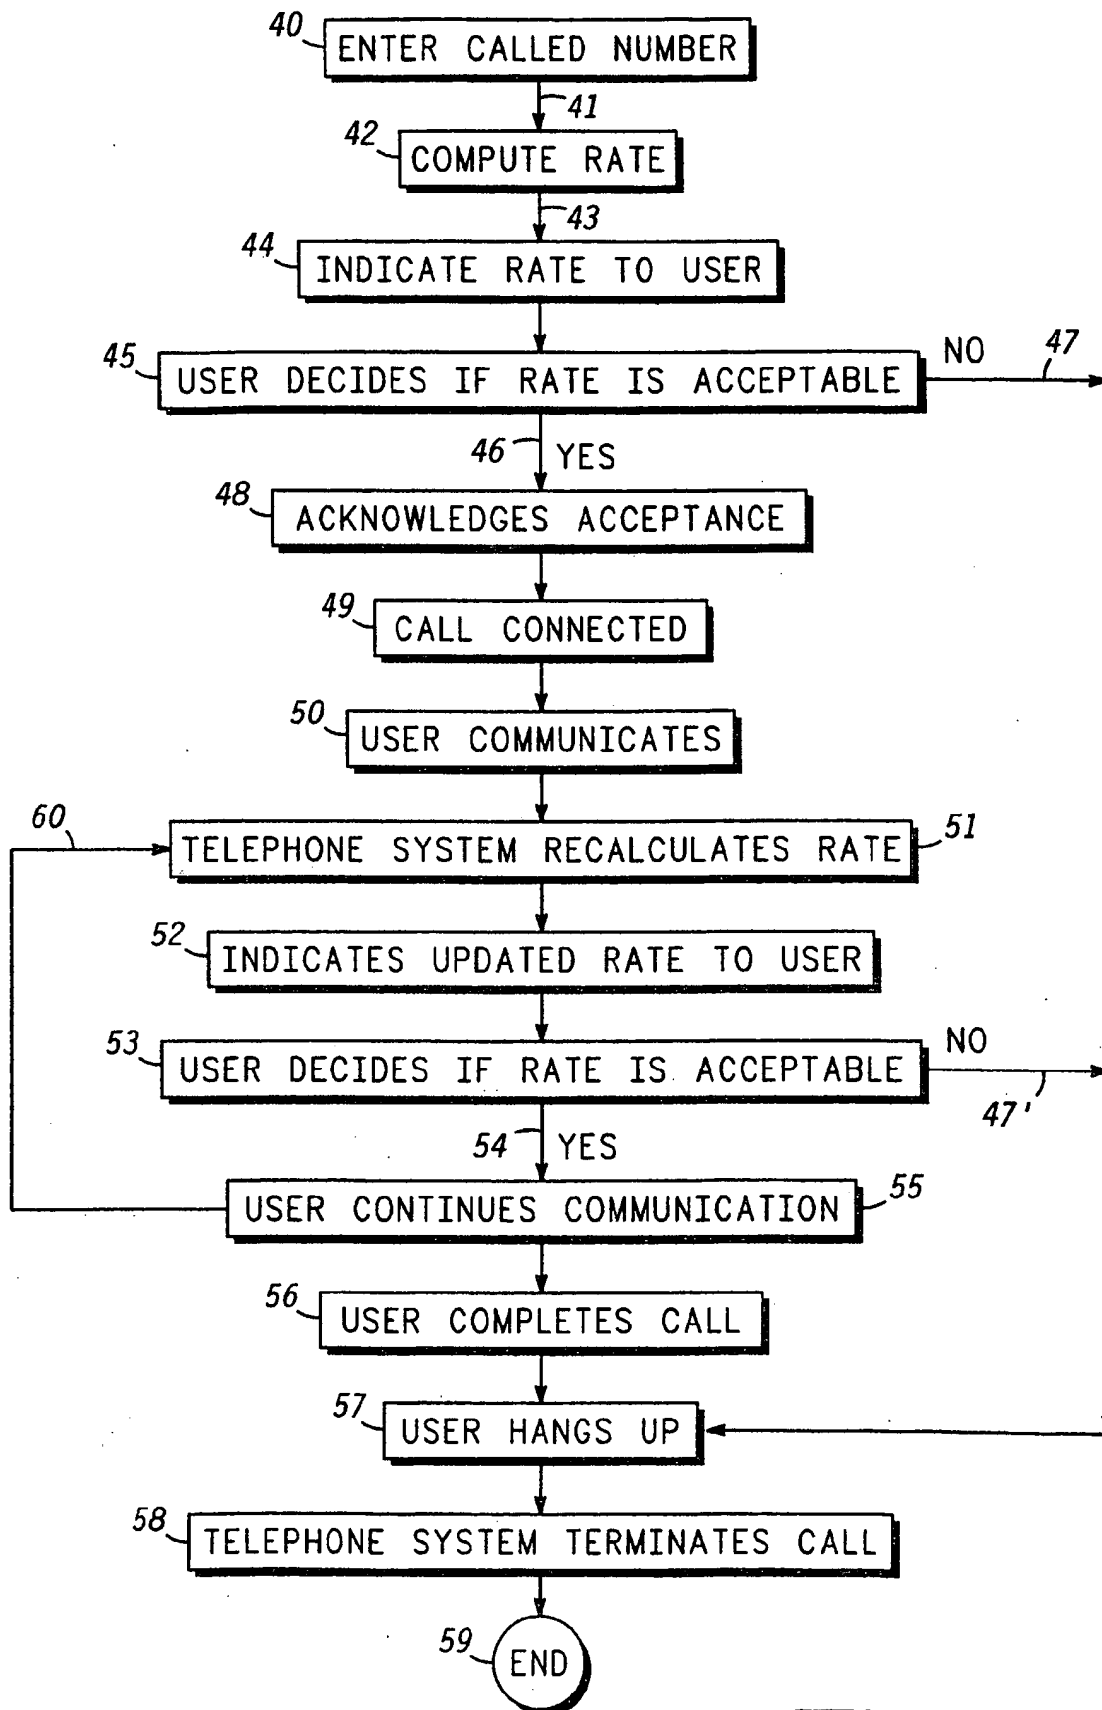 40 ENTER CALLED NUMBER
41
42 COMPUTE RATE
43
44 INDICATE RATE TO USER
45 USER DECIDES IF RATE IS ACCEPTABLE NO 47
46 YES
48 ACKNOWLEDGES ACCEPTANCE
49 CALL CONNECTED
50 USER COMMUNICATES
60 TELEPHONE SYSTEM RECALCULATES RATE 51
52 INDICATES UPDATED RATE TO USER
53 USER DECIDES IF RATE IS ACCEPTABLE NO 47'
54 YES
USER CONTINUES COMMUNICATION 55
56 USER COMPLETES CALL
57 USER HANGS UP
58 TELEPHONE SYSTEM TERMINATES CALL
59 END